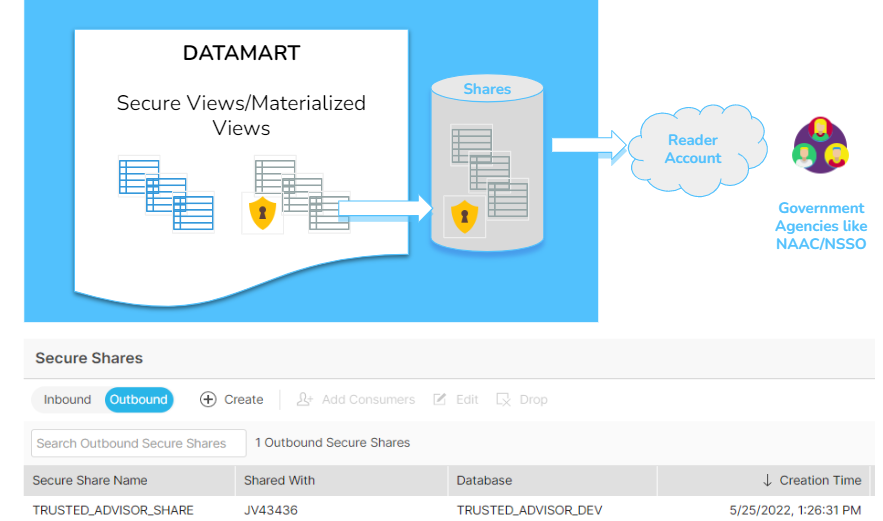 DATAMART
Secure Views/Materialized
Views
Shares
Reader
Account
Government
Agencies like
NAAC/NSSO
Secure Shares
Inbound Outbound Create Add Consumers Edit Drop
Search Outbound Secure Shares 1 Outbound Secure Shares
Secure Share Name Shared With Database ↓ Creation Time
TRUSTED_ADVISOR_SHARE JV43436 TRUSTED_ADVISOR_DEV 5/25/2022, 1:26:31 PM